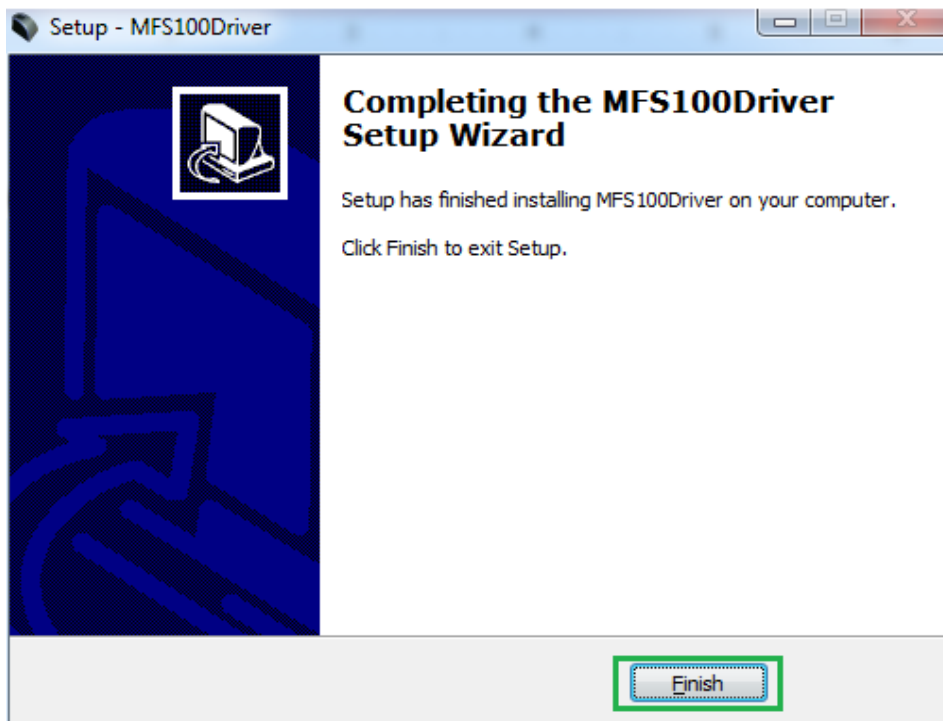 Setup - MFS100Driver
Completing the MFS100Driver
Setup Wizard
Setup has finished installing MFS100Driver on your computer.
Click Finish to exit Setup.
Finish